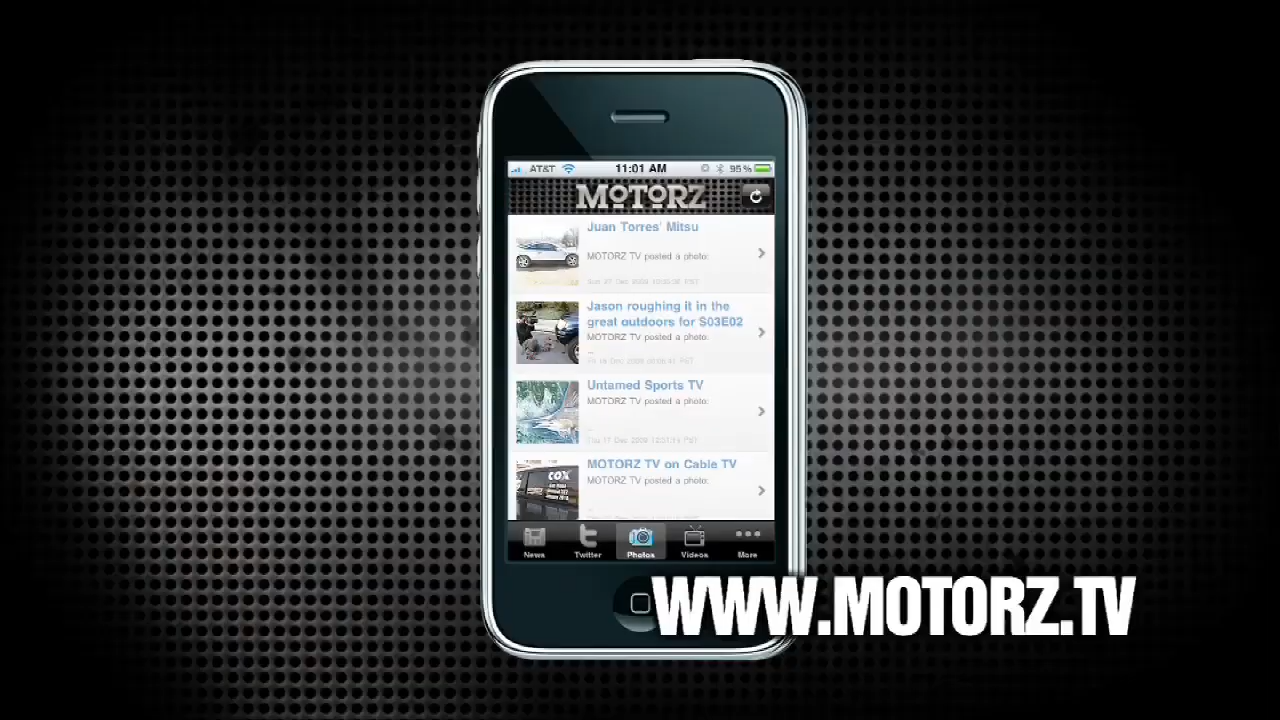 AT&T 11:01 AM 95%
MOTORZ
Juan Torres' Mitsu
MOTORZ TV posted a photo:
Jason roughing it in the
great outdoors for S03E02
MOTORZ TV posted a photo:
...
Untamed Sports TV
MOTORZ TV posted a photo:
...
MOTORZ TV on Cable TV
MOTORZ TV posted a photo:
COX
News Twitter Photos Videos More
WWW.MOTORZ.TV